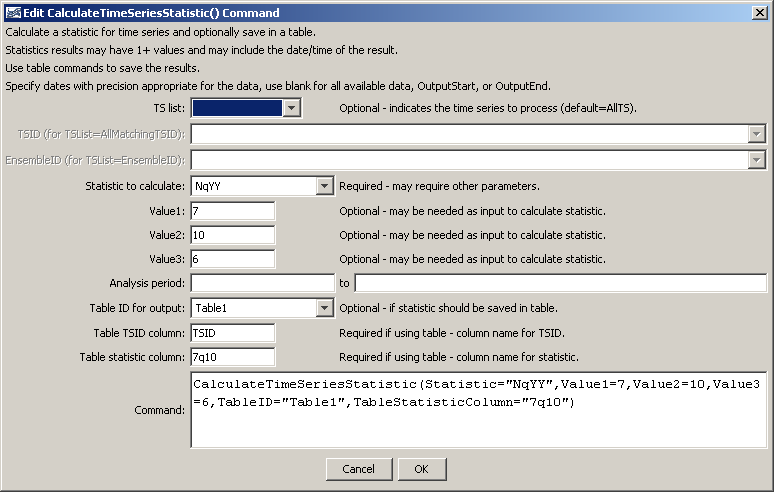 Edit CalculateTimeSeriesStatistic() Command
Calculate a statistic for time series and optionally save in a table.
Statistics results may have 1+ values and may include the date/time of the result.
Use table commands to save the results.
Specify dates with precision appropriate for the data, use blank for all available data, OutputStart, or OutputEnd.
TS list: Optional - indicates the time series to process (default=AllTS).
TSID (for TSList=AllMatchingTSID):
EnsembleID (for TSList=EnsembleID):
Statistic to calculate: NqYY Required - may require other parameters.
Value1: 7 Optional - may be needed as input to calculate statistic.
Value2: 10 Optional - may be needed as input to calculate statistic.
Value3: 6 Optional - may be needed as input to calculate statistic.
Analysis period: to
Table ID for output: Table1 Optional - if statistic should be saved in table.
Table TSID column: TSID Required if using table - column name for TSID.
Table statistic column: 7q10 Required if using table - column name for statistic.
Command: CalculateTimeSeriesStatistic(Statistic="NqYY",Value1=7,Value2=10,Value3
=6,TableID="Table1",TableStatisticColumn="7q10")
Cancel OK